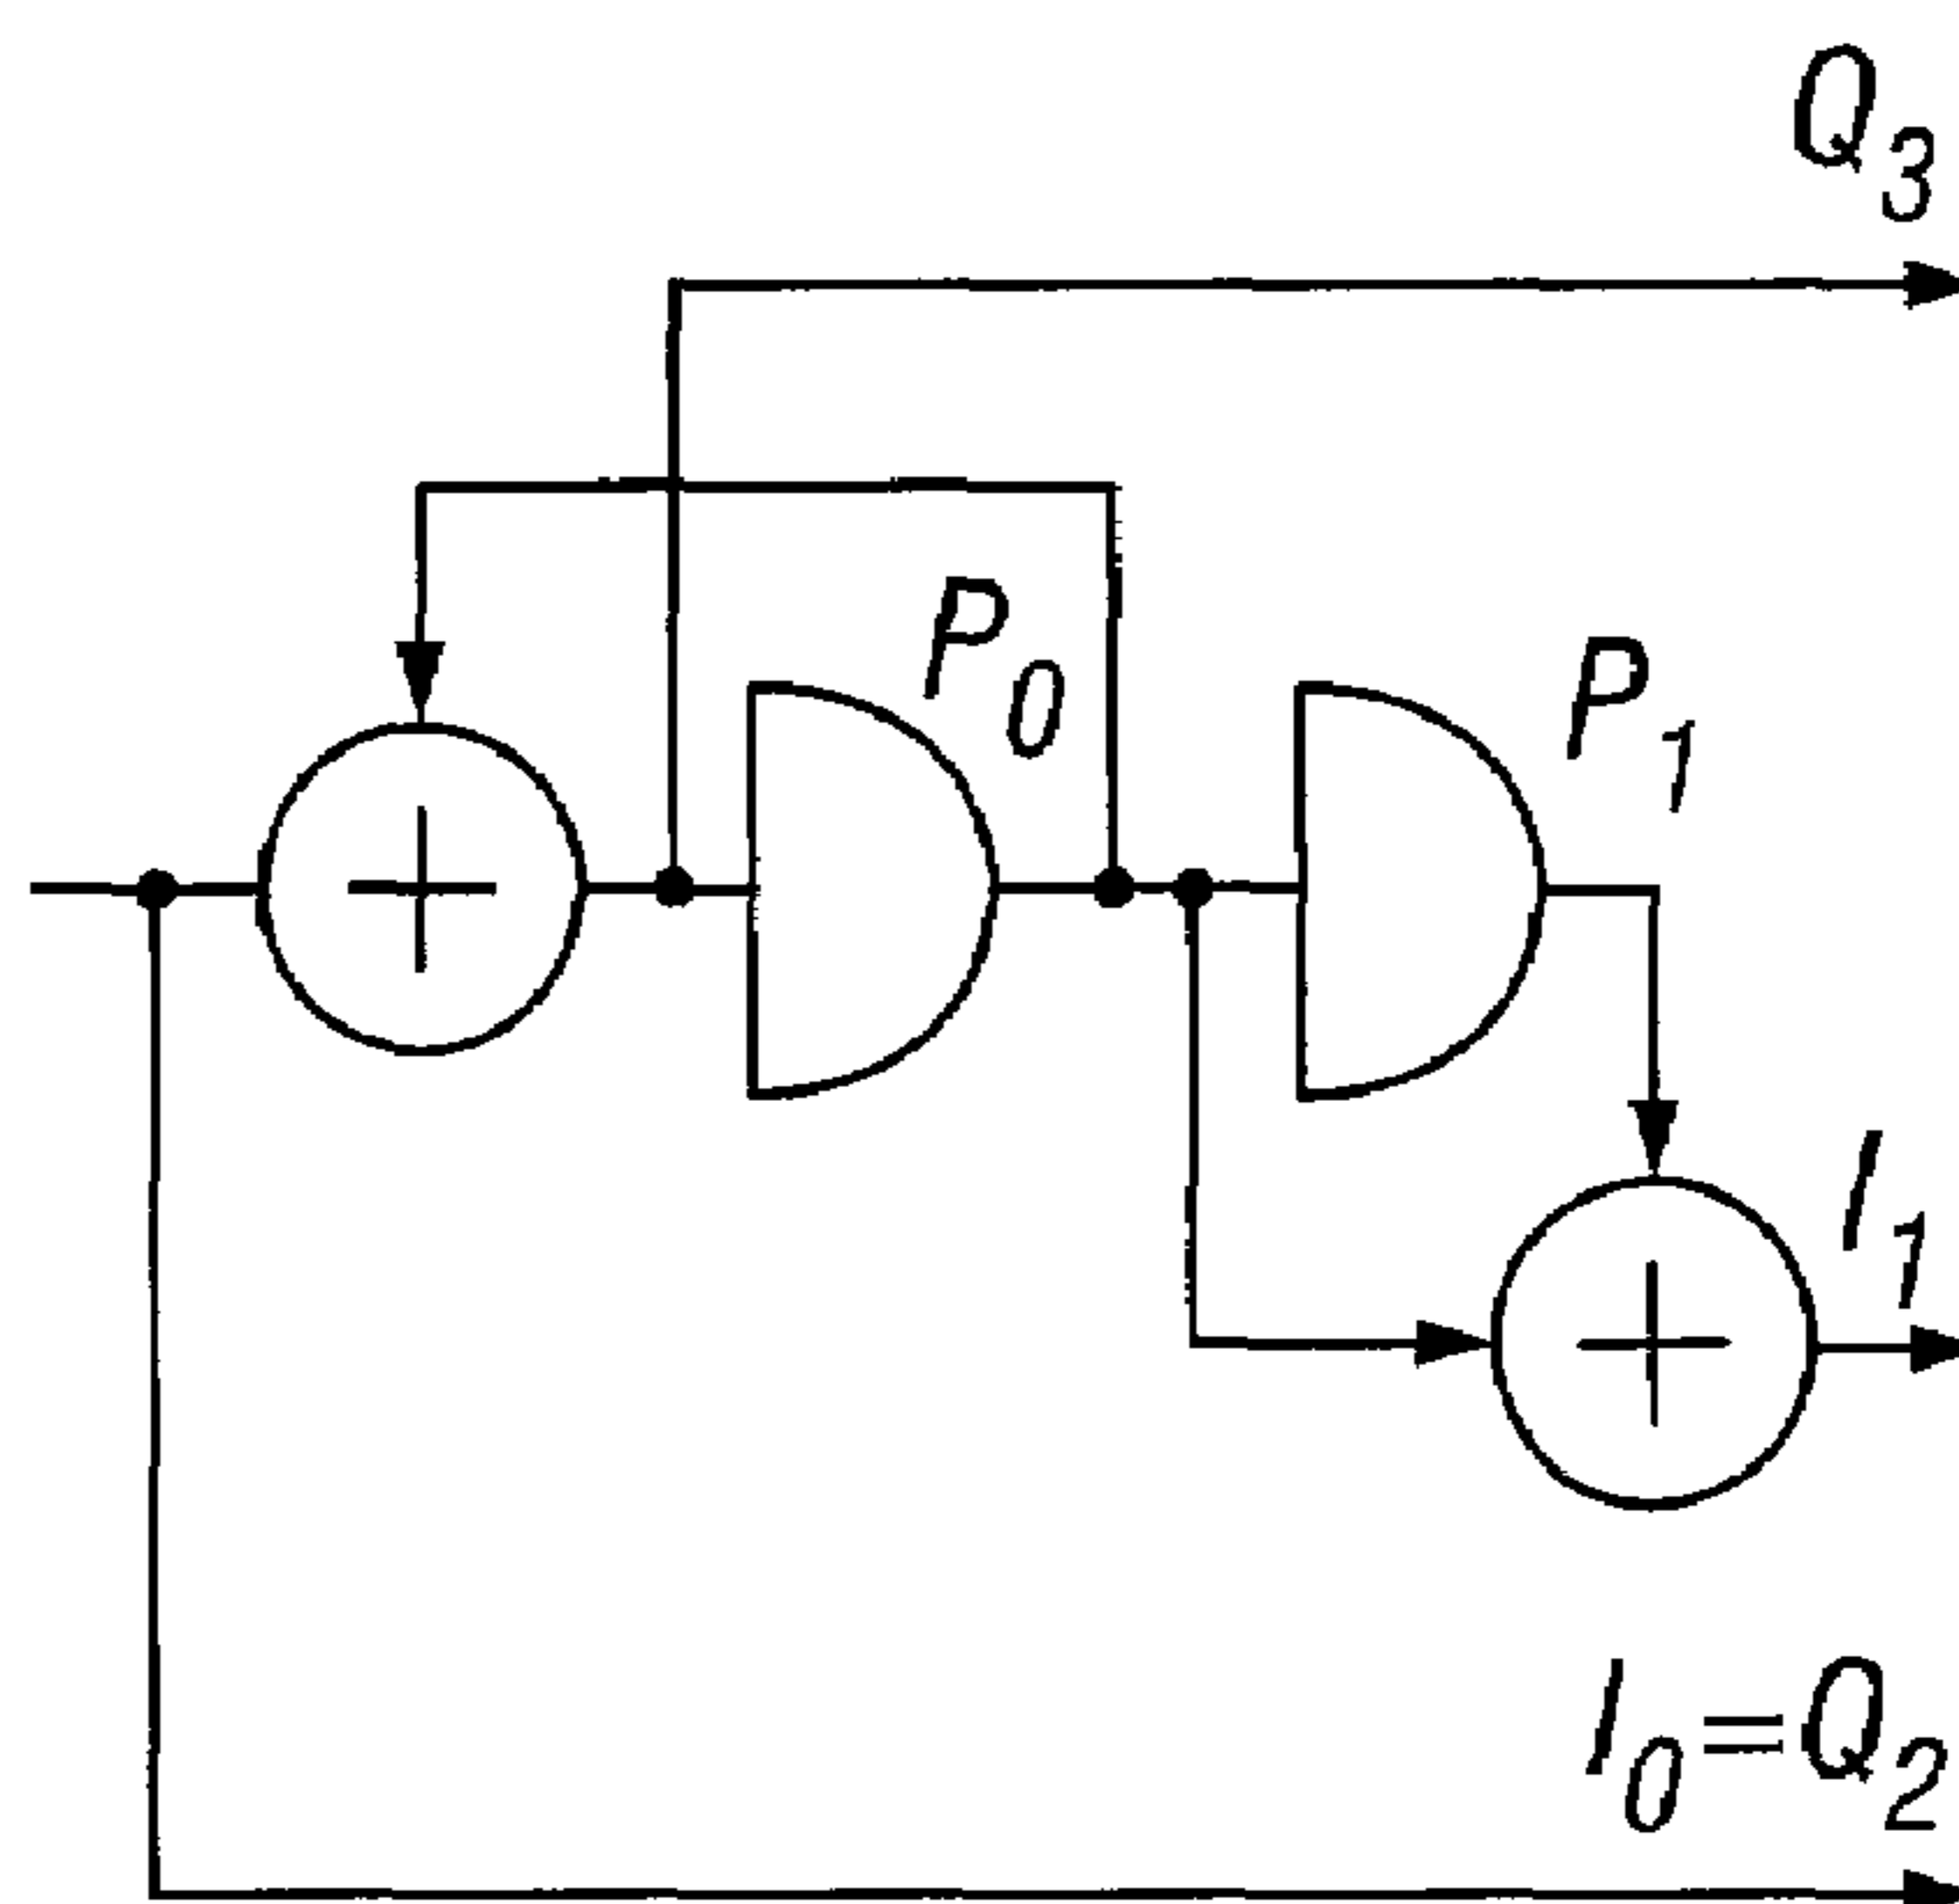 Q₃
P₀
P₁
I₁
I₀=Q₂